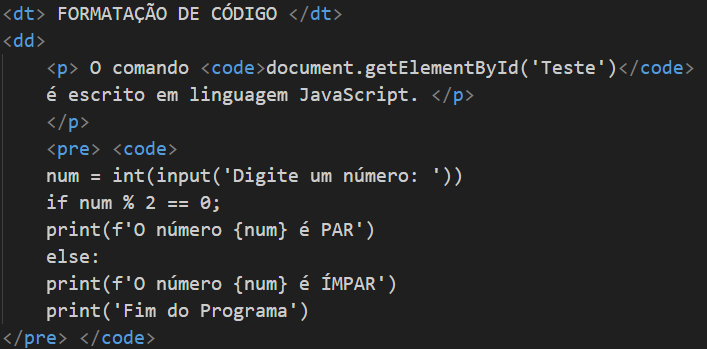 <dt> FORMATAÇÃO DE CÓDIGO </dt>
<dd>
<p> O comando <code>document.getElementById('Teste')</code>
é escrito em linguagem JavaScript. </p>
</p>
<pre> <code>
num = int(input('Digite um número: '))
if num % 2 == 0;
print(f'O número {num} é PAR')
else:
print(f'O número {num} é ÍMPAR')
print('Fim do Programa')
</pre> </code>